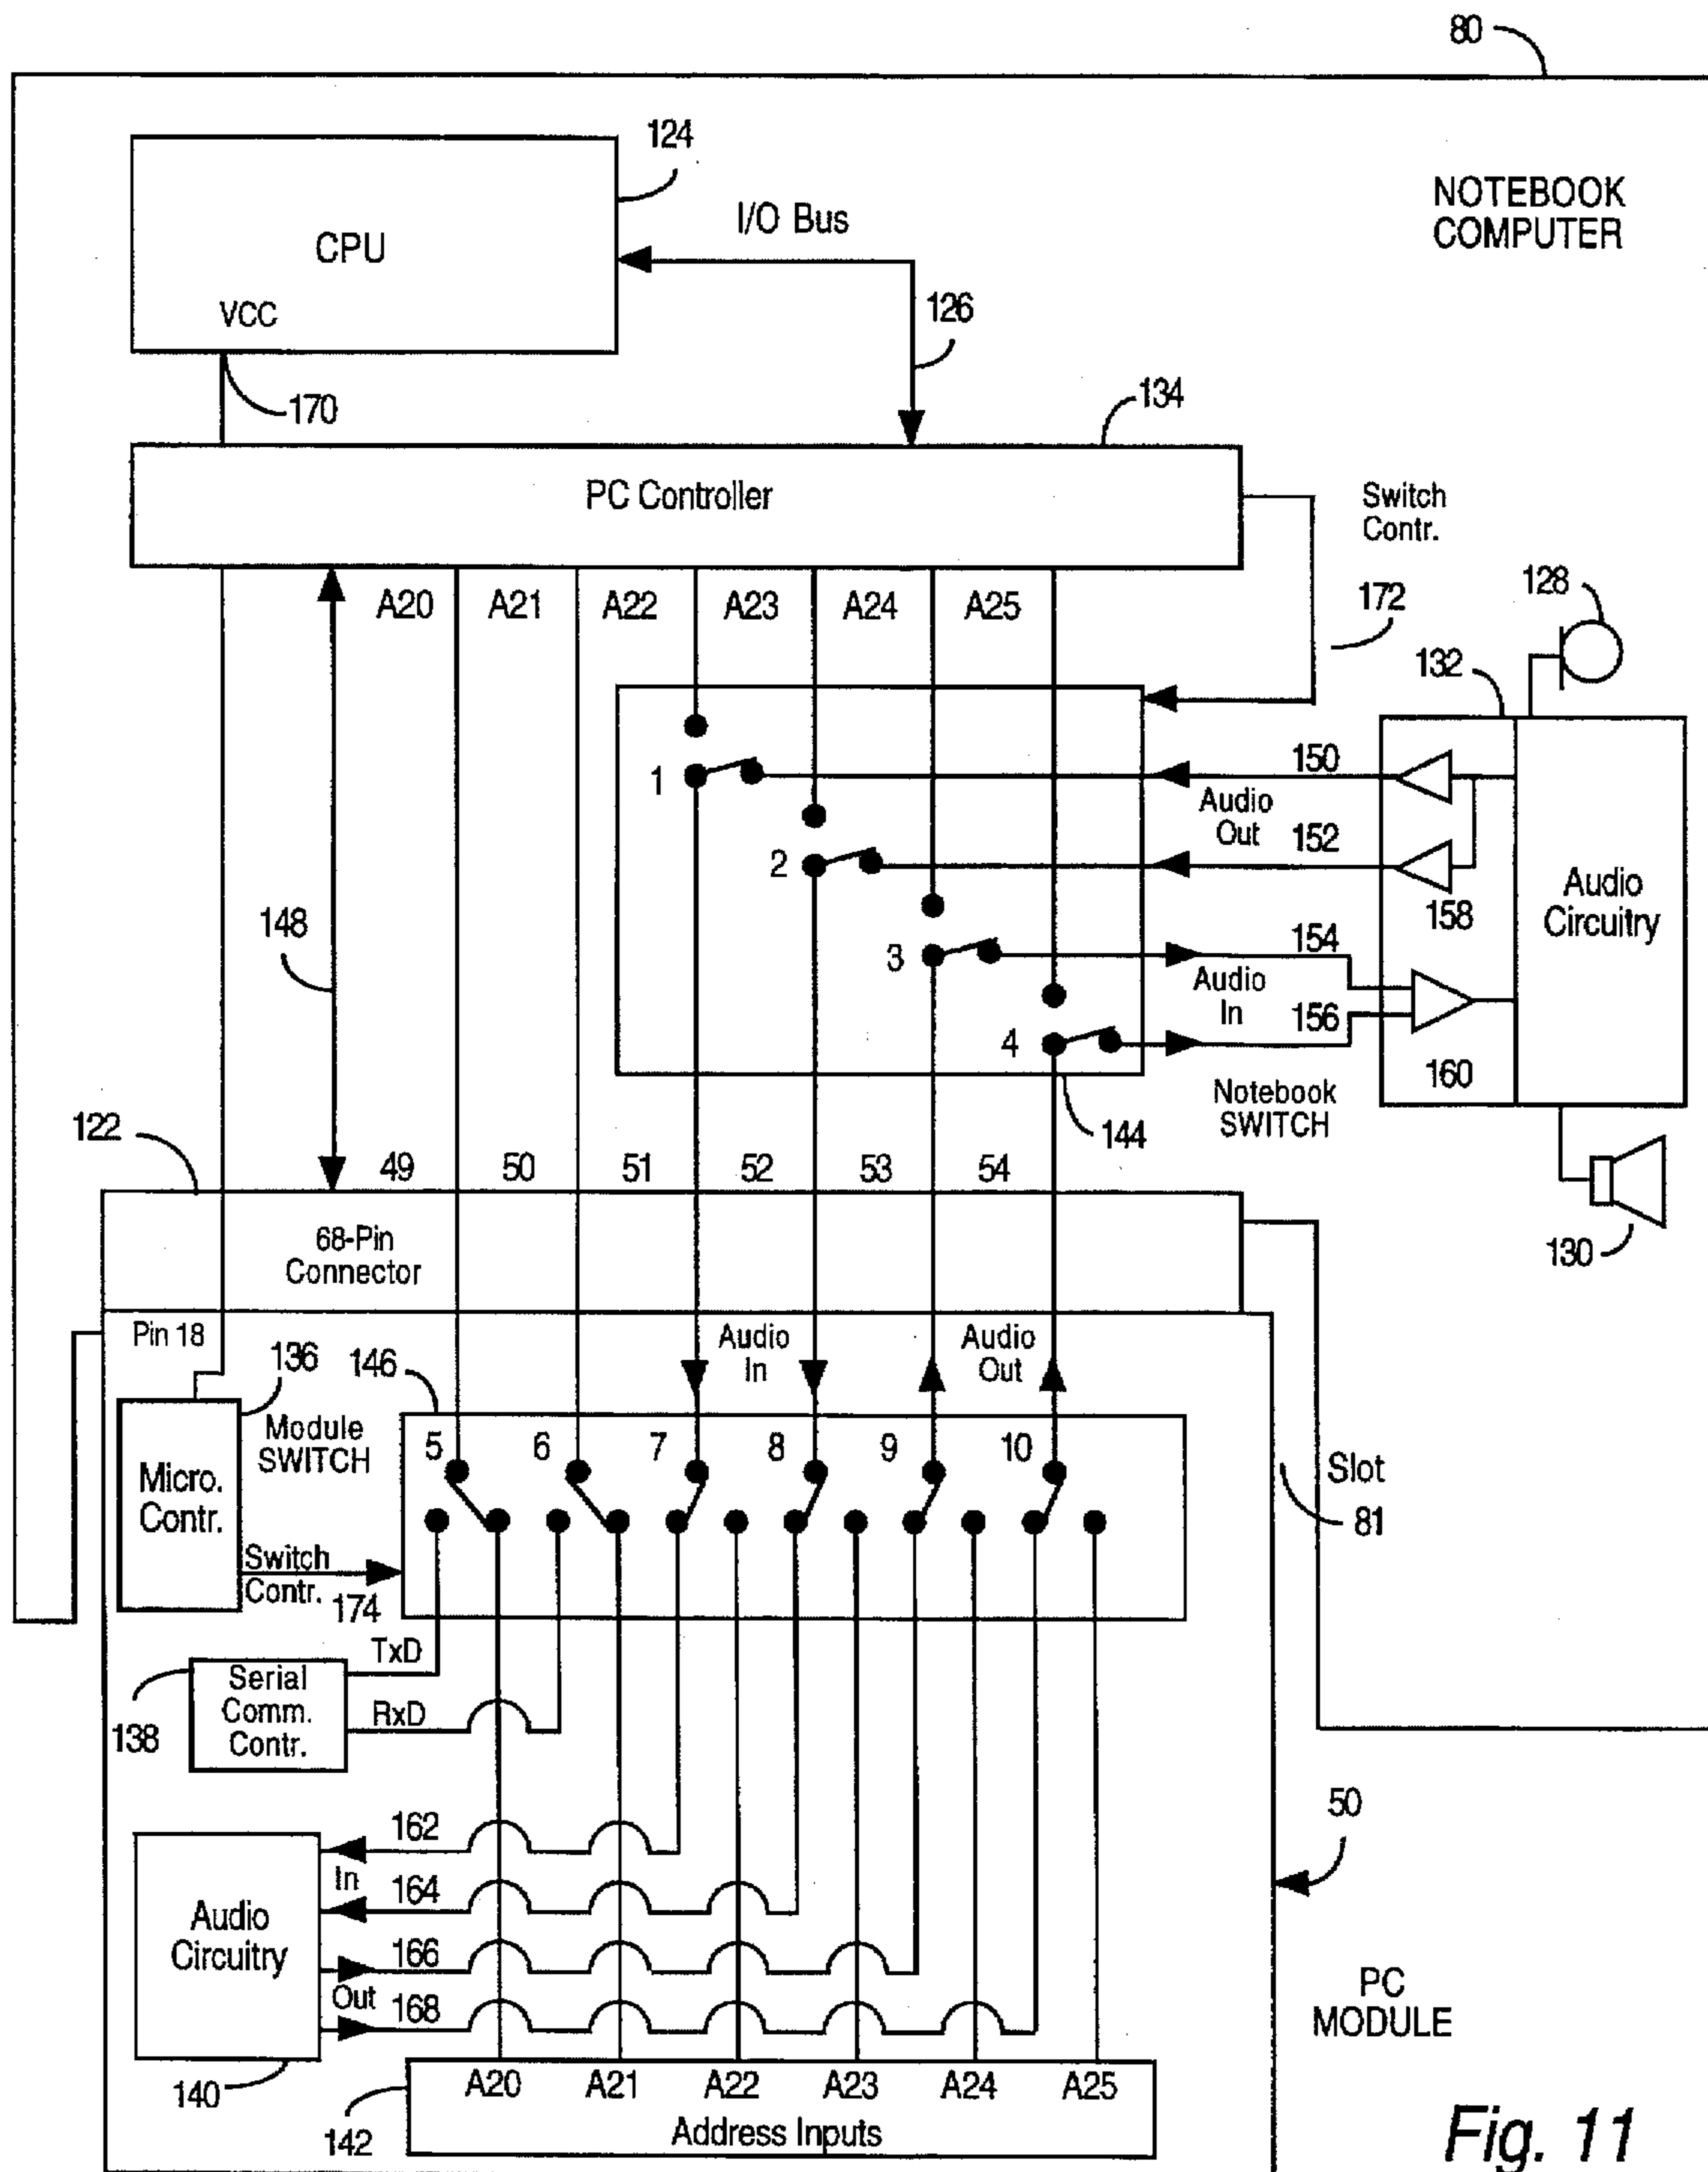 80
NOTEBOOK
COMPUTER
124
CPU
VCC
I/O Bus
126
170
134
PC Controller
Switch
Contr.
172
A20 A21 A22 A23 A24 A25
128
132
1
150
Audio
Out
2
152
158
Audio
Circuitry
148
3
154
Audio
In
156
4
160
Notebook
SWITCH
144
122
49 50 51 52 53 54
68-Pin
Connector
130
Pin 18
136
146
Audio
In
Audio
Out
Module
SWITCH
5 6 7 8 9 10
Slot
81
Micro.
Contr.
Switch
Contr.
174
TxD
Serial
Comm.
Contr.
RxD
138
50
162
In
164
Audio
Circuitry
166
Out
168
PC
MODULE
140
A20 A21 A22 A23 A24 A25
Address Inputs
142
Fig. 11